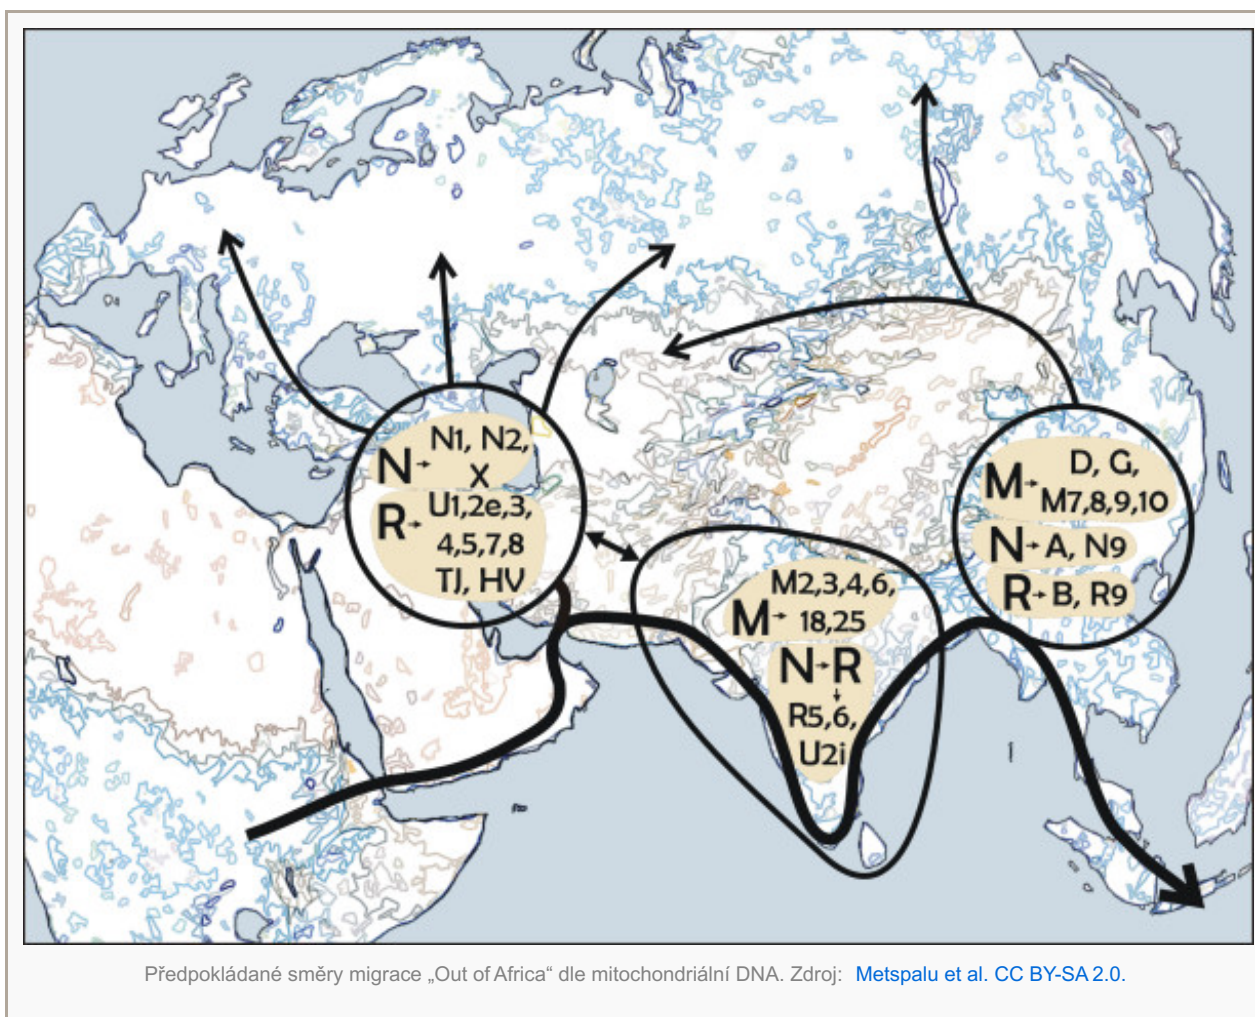 N→ N1, N2,
X
R→ U1,2e,3,
4,5,7,8
TJ, HV
M→ M2,3,4,6,
18,25
N→R
↓
R5,6,
U2i
M→ D, G,
M7,8,9,10
N→A, N9
R→B, R9
Předpokládané směry migrace „Out of Africa“ dle mitochondriální DNA. Zdroj: Metspalu et al. CC BY-SA 2.0.